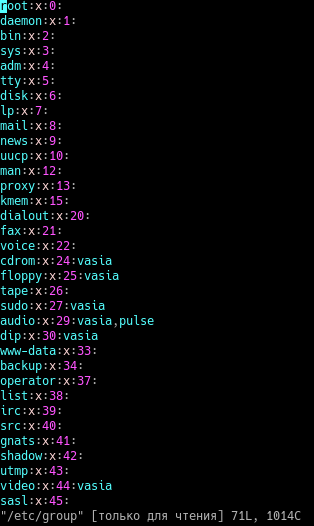 root:x:0:
daemon:x:1:
bin:x:2:
sys:x:3:
adm:x:4:
tty:x:5:
disk:x:6:
lp:x:7:
mail:x:8:
news:x:9:
uucp:x:10:
man:x:12:
proxy:x:13:
kmem:x:15:
dialout:x:20:
fax:x:21:
voice:x:22:
cdrom:x:24:vasia
floppy:x:25:vasia
tape:x:26:
sudo:x:27:vasia
audio:x:29:vasia,pulse
dip:x:30:vasia
www-data:x:33:
backup:x:34:
operator:x:37:
list:x:38:
irc:x:39:
src:x:40:
gnats:x:41:
shadow:x:42:
utmp:x:43:
video:x:44:vasia
sasl:x:45:
"/etc/group" [только для чтения] 71L, 1014C